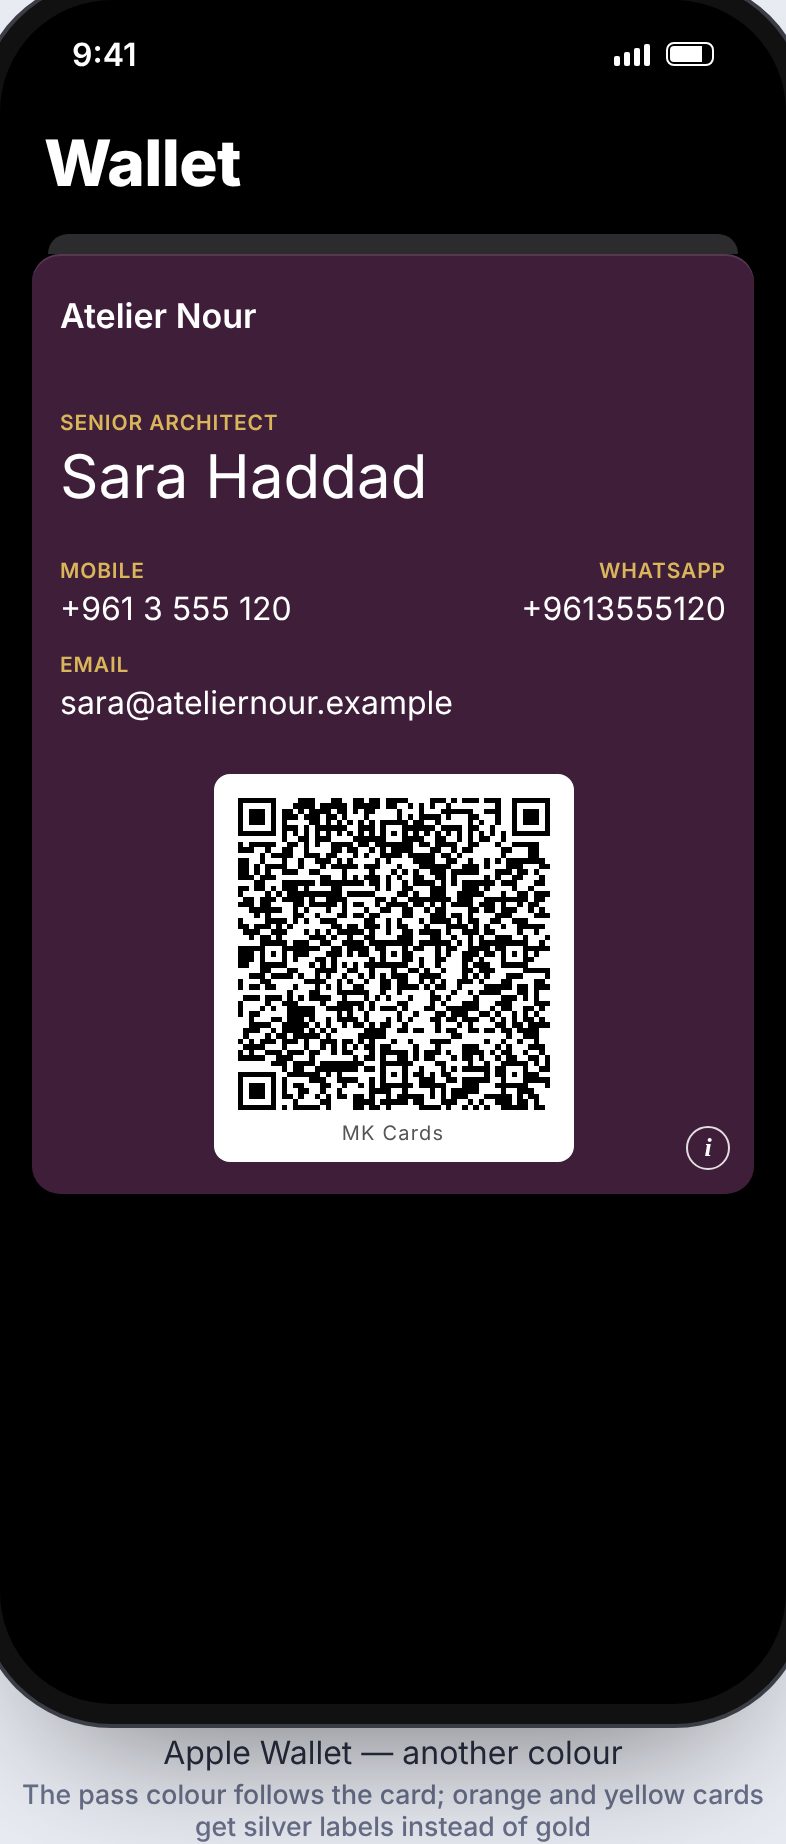 9:41
Wallet
Atelier Nour
SENIOR ARCHITECT
Sara Haddad
MOBILE
WHATSAPP
+961 3 555 120
+9613555120
EMAIL
sara@ateliernour.example
MK Cards
i
Apple Wallet — another colour
The pass colour follows the card; orange and yellow cards
get silver labels instead of gold